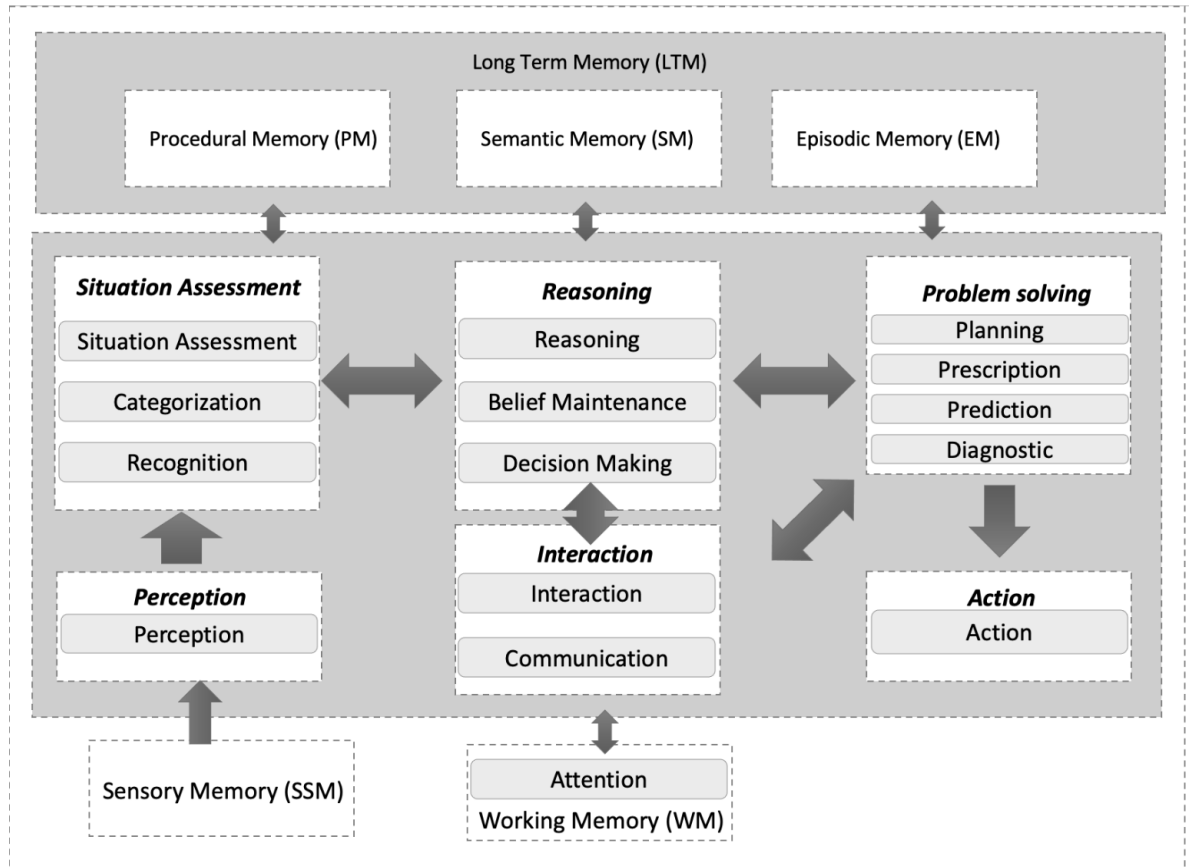 Long Term Memory (LTM)
Procedural Memory (PM)
Semantic Memory (SM)
Episodic Memory (EM)
Situation Assessment
Situation Assessment
Categorization
Recognition
Reasoning
Reasoning
Belief Maintenance
Decision Making
Problem solving
Planning
Prescription
Prediction
Diagnostic
Perception
Perception
Interaction
Interaction
Communication
Action
Action
Sensory Memory (SSM)
Attention
Working Memory (WM)